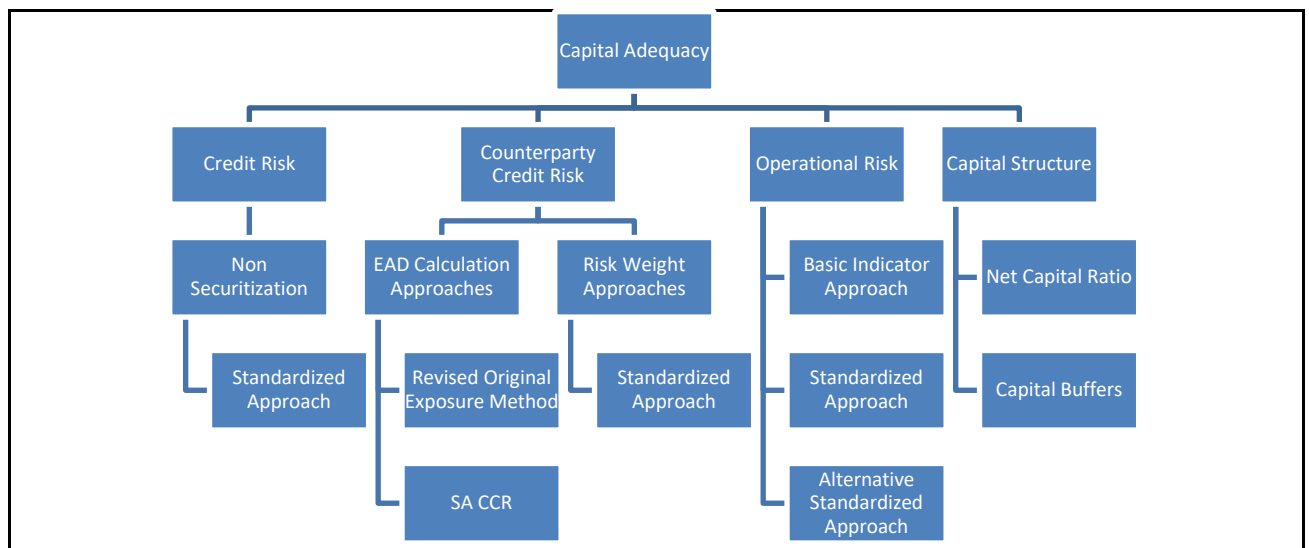 Capital Adequacy
Credit Risk
Counterparty
Credit Risk
Operational Risk
Capital Structure
Non
Securitization
EAD Calculation
Approaches
Risk Weight
Approaches
Basic Indicator
Approach
Net Capital Ratio
Standardized
Approach
Revised Original
Exposure Method
Standardized
Approach
Standardized
Approach
Capital Buffers
SA CCR
Alternative
Standardized
Approach